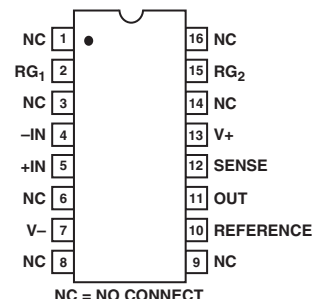 NC 1 16 NC
RG1 2 15 RG2
NC 3 14 NC
–IN 4 13 V+
+IN 5 12 SENSE
NC 6 11 OUT
V– 7 10 REFERENCE
NC 8 9 NC
NC = NO CONNECT